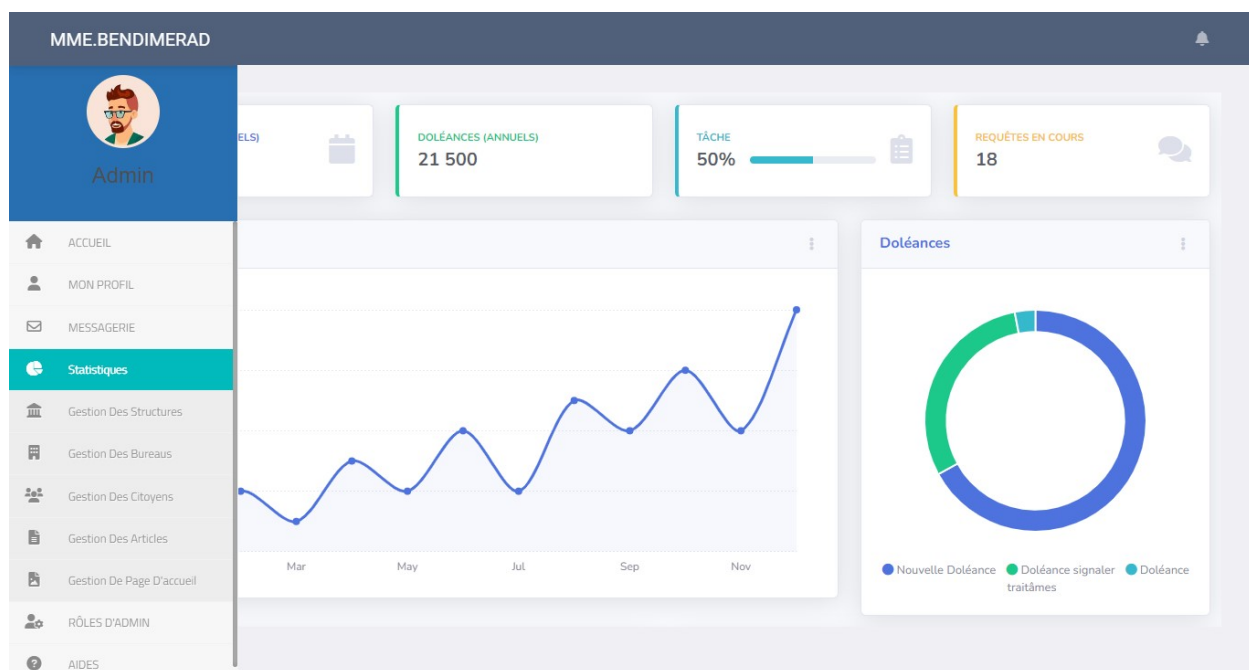 MME.BENDIMERAD
Admin
ACCUEIL
MON PROFIL
MESSAGERIE
Statistiques
Gestion Des Structures
Gestion Des Bureaus
Gestion Des Citoyens
Gestion Des Articles
Gestion De Page D'accueil
RÔLES D'ADMIN
AIDES
ELS)
DOLÉANCES (ANNUELS)
21 500
TÂCHE
50%
REQUÊTES EN COURS
18
Mar May Jul Sep Nov
Doléances
Nouvelle Doléance Doléance signaler Doléance
traitâmes